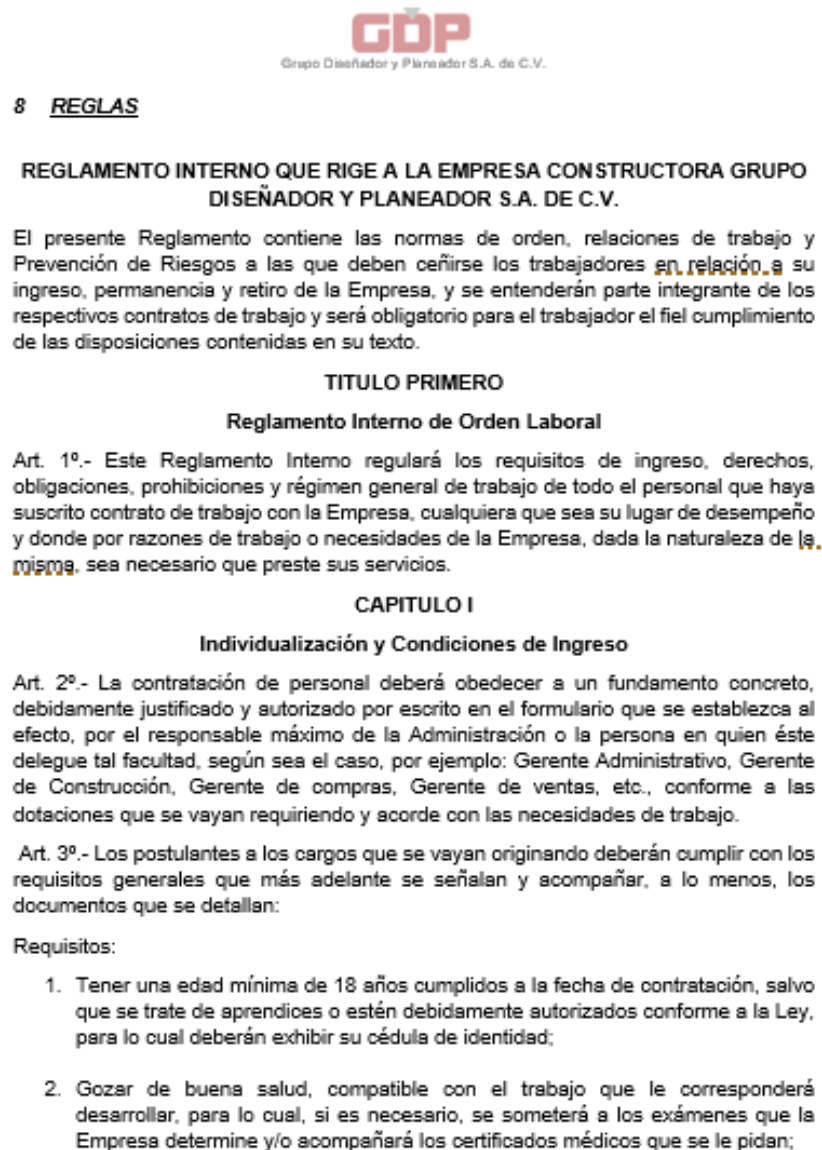 GDP
Grupo Diseñador y Planeador S.A. de C.V.
8 REGLAS
REGLAMENTO INTERNO QUE RIGE A LA EMPRESA CONSTRUCTORA GRUPO
DISEÑADOR Y PLANEADOR S.A. DE C.V.
El presente Reglamento contiene las normas de orden, relaciones de trabajo y
Prevención de Riesgos a las que deben ceñirse los trabajadores en relación a su
ingreso, permanencia y retiro de la Empresa, y se entenderán parte integrante de los
respectivos contratos de trabajo y será obligatorio para el trabajador el fiel cumplimiento
de las disposiciones contenidas en su texto.
TITULO PRIMERO
Reglamento Interno de Orden Laboral
Art. 1º.- Este Reglamento Interno regulará los requisitos de ingreso, derechos,
obligaciones, prohibiciones y régimen general de trabajo de todo el personal que haya
suscrito contrato de trabajo con la Empresa, cualquiera que sea su lugar de desempeño
y donde por razones de trabajo o necesidades de la Empresa, dada la naturaleza de la
misma, sea necesario que preste sus servicios.
CAPITULO I
Individualización y Condiciones de Ingreso
Art. 2º.- La contratación de personal deberá obedecer a un fundamento concreto,
debidamente justificado y autorizado por escrito en el formulario que se establezca al
efecto, por el responsable máximo de la Administración o la persona en quien éste
delegue tal facultad, según sea el caso, por ejemplo: Gerente Administrativo, Gerente
de Construcción, Gerente de compras, Gerente de ventas, etc., conforme a las
dotaciones que se vayan requiriendo y acorde con las necesidades de trabajo.
Art. 3º.- Los postulantes a los cargos que se vayan originando deberán cumplir con los
requisitos generales que más adelante se señalan y acompañar, a lo menos, los
documentos que se detallan:
Requisitos:
1. Tener una edad mínima de 18 años cumplidos a la fecha de contratación, salvo
que se trate de aprendices o estén debidamente autorizados conforme a la Ley,
para lo cual deberán exhibir su cédula de identidad;
2. Gozar de buena salud, compatible con el trabajo que le corresponderá
desarrollar, para lo cual, si es necesario, se someterá a los exámenes que la
Empresa determine y/o acompañará los certificados médicos que se le pidan;